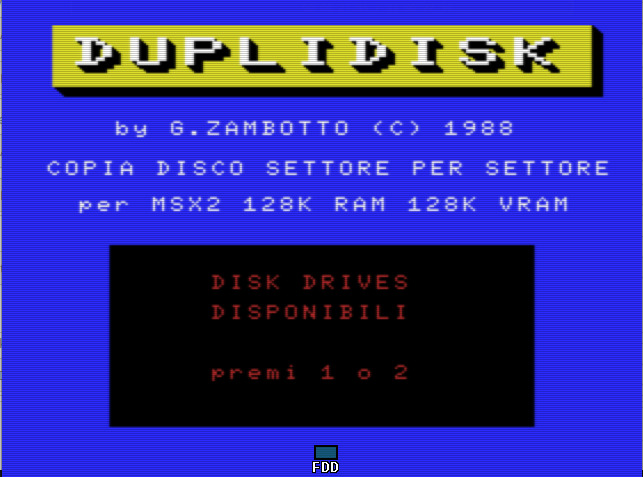 DUPLIDISK
by G.ZAMBOTTO (C) 1988
COPIA DISCO SETTORE PER SETTORE
per MSX2 128K RAM 128K VRAM
DISK DRIVES
DISPONIBILI
premi 1 o 2
FDD